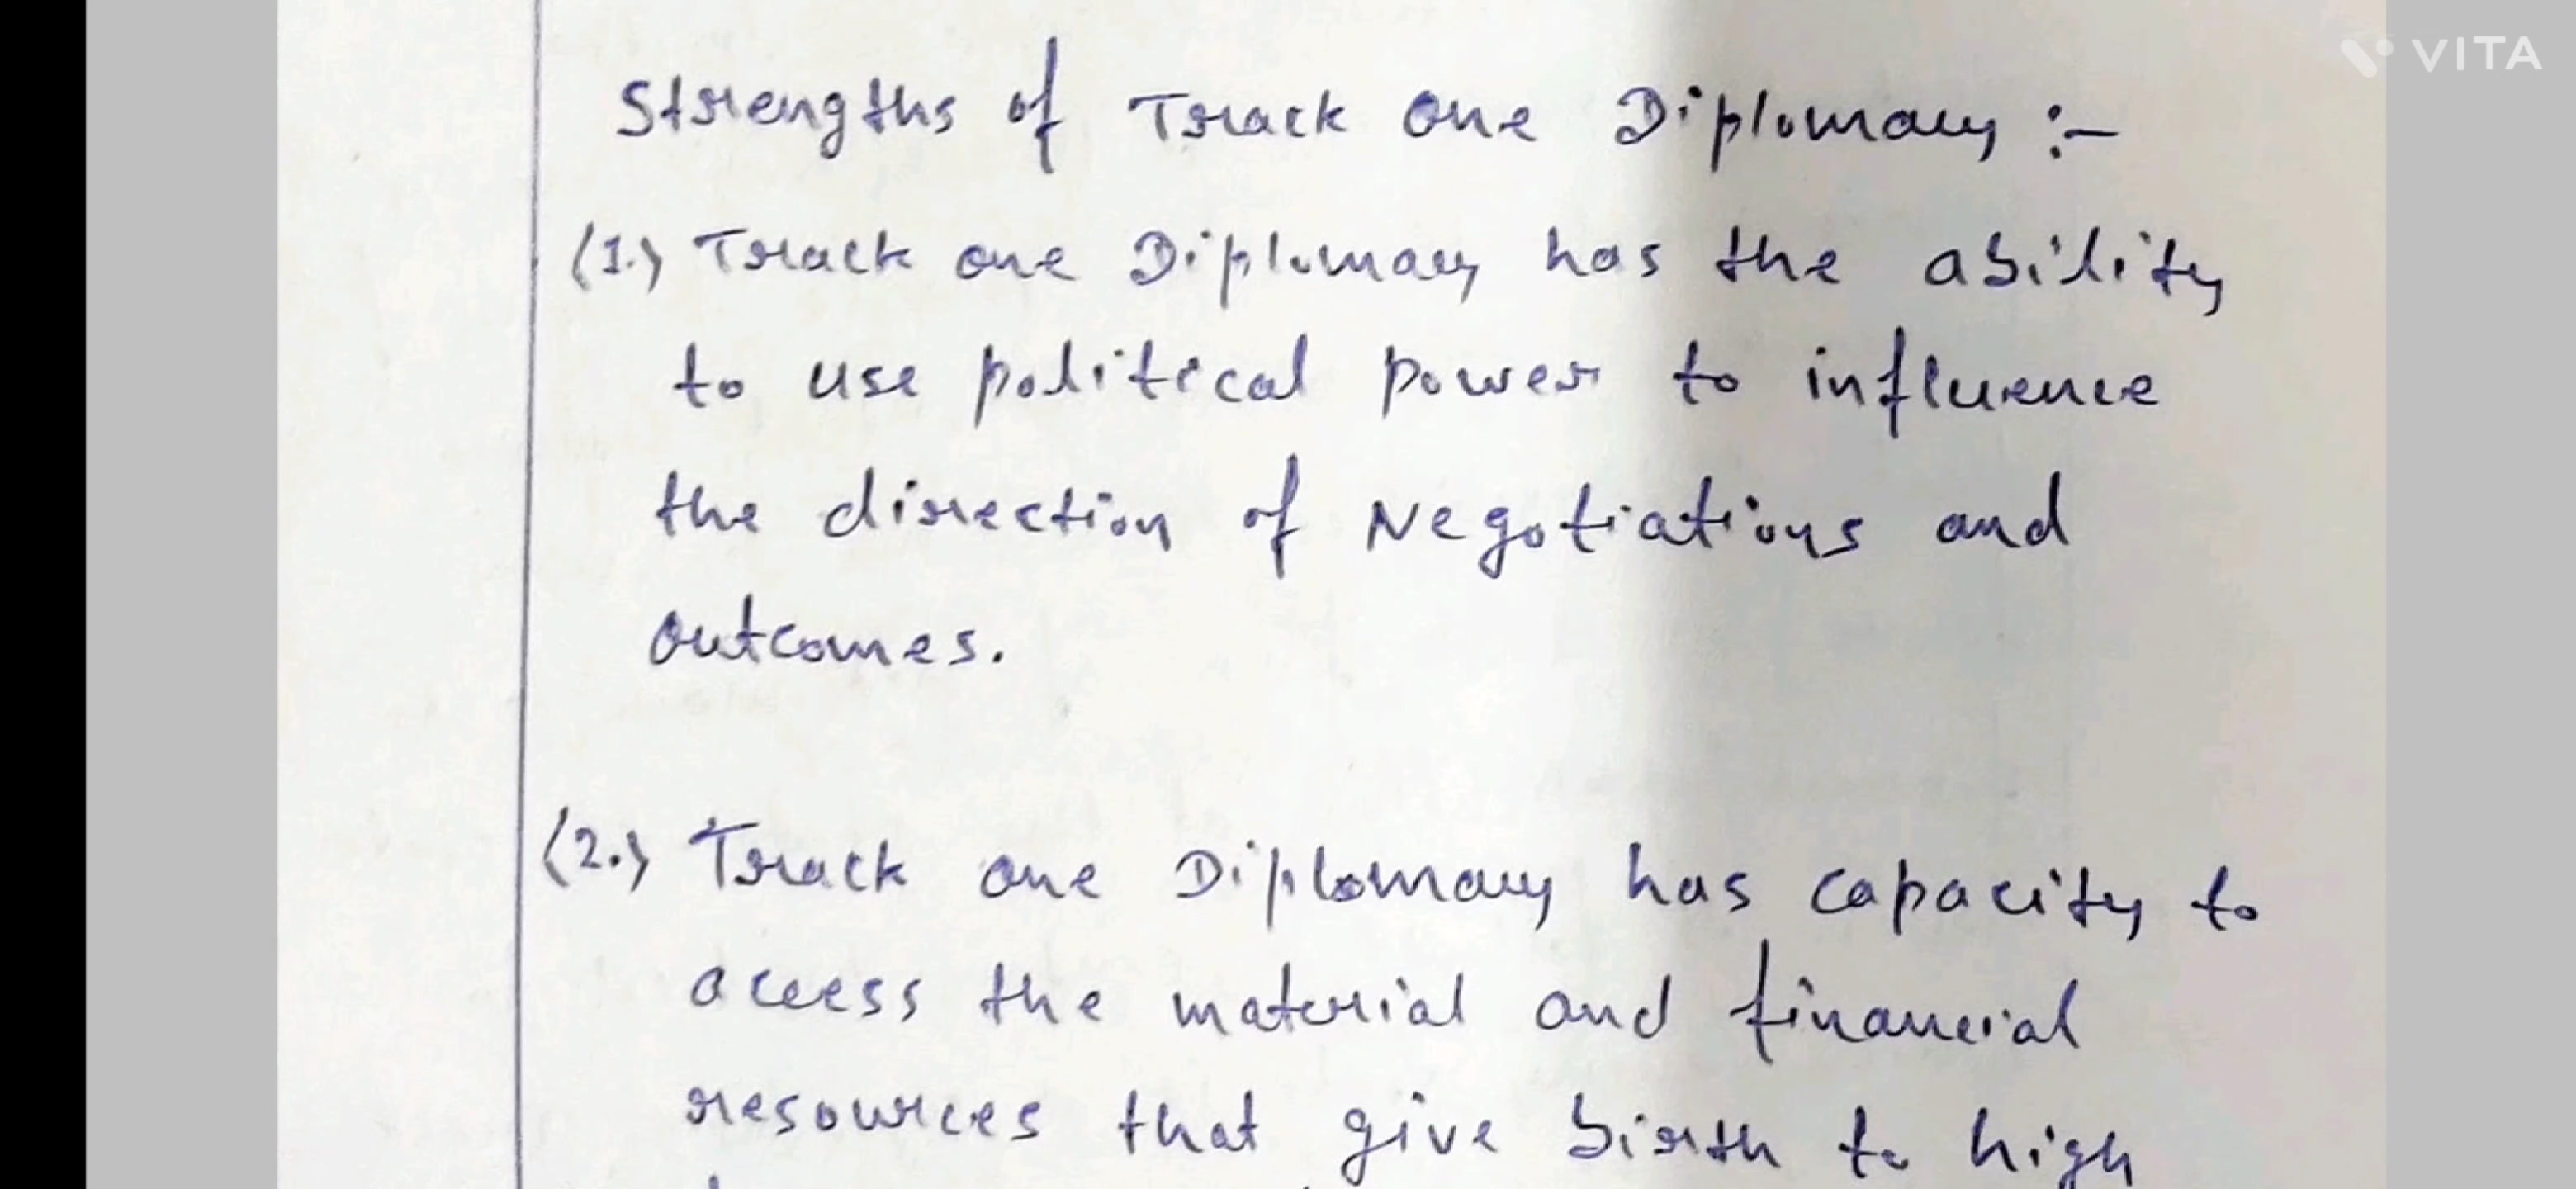 VITA
Strengths of Track One Diplomacy :-
(1.) Track one Diplomacy has the ability
to use political power to influence
the direction of Negotiations and
outcomes.
(2.) Track one Diplomacy has capacity to
access the material and financial
resources that give birth to high